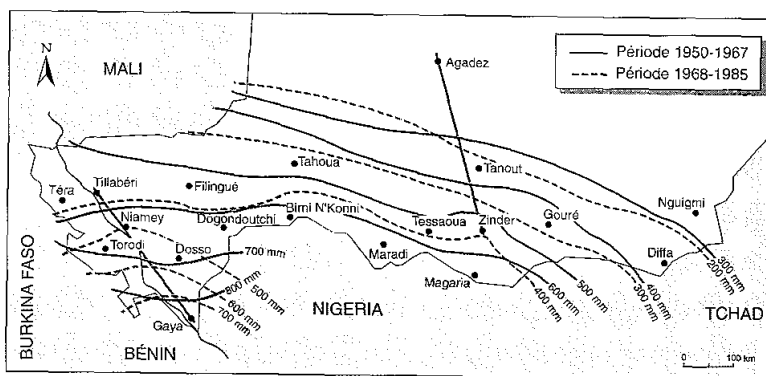 Période 1950-1967
Période 1968-1985
N
MALI
Agadez
Tahoua
Tanout
Téra
Tillabéri
Filingué
Nguigmi
Niamey
Dogondoutchi
Birni N'Konni
Tessaoua
Zinder
Gouré
Torodi
Dosso
700 mm
Maradi
Diffa
300 mm
200 mm
Magaria
800 mm
500 mm
600 mm
700 mm
600 mm
500 mm
400 mm
400 mm
300 mm
Gaya
NIGERIA
TCHAD
BURKINA FASO
BÉNIN
0 100 km